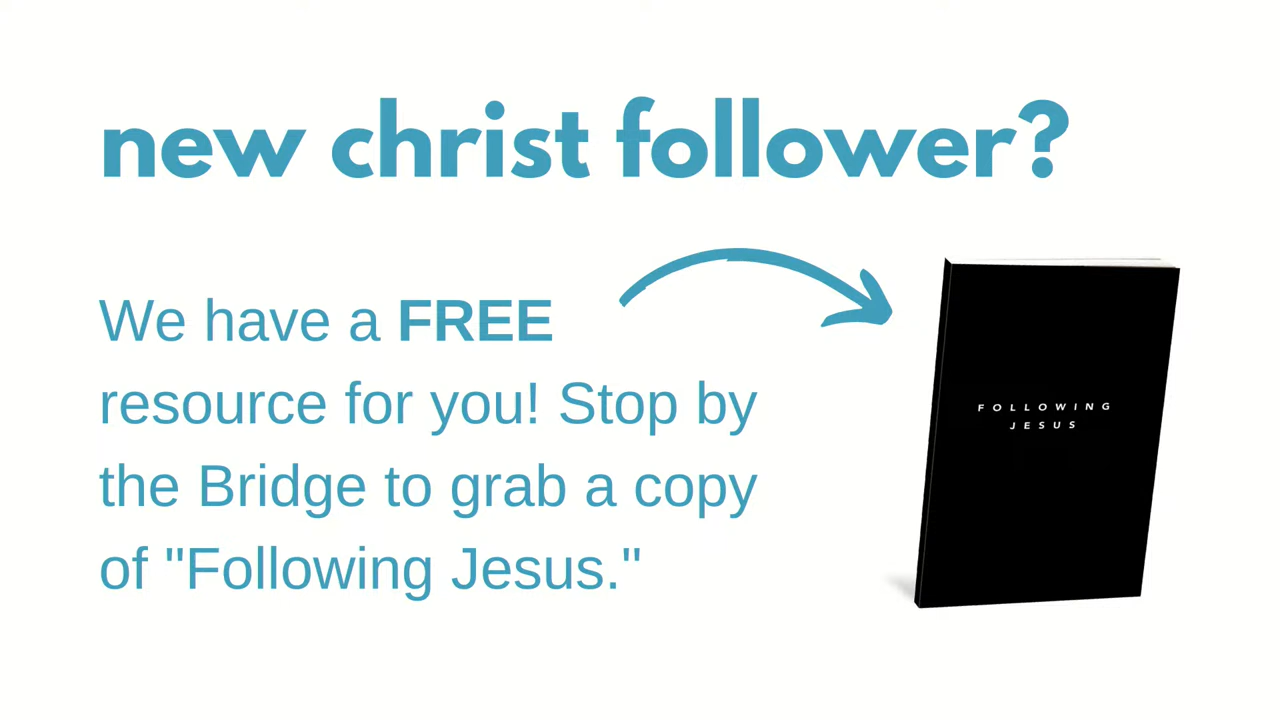 new christ follower?
We have a FREE
resource for you! Stop by
the Bridge to grab a copy
of "Following Jesus."
FOLLOWING
JESUS